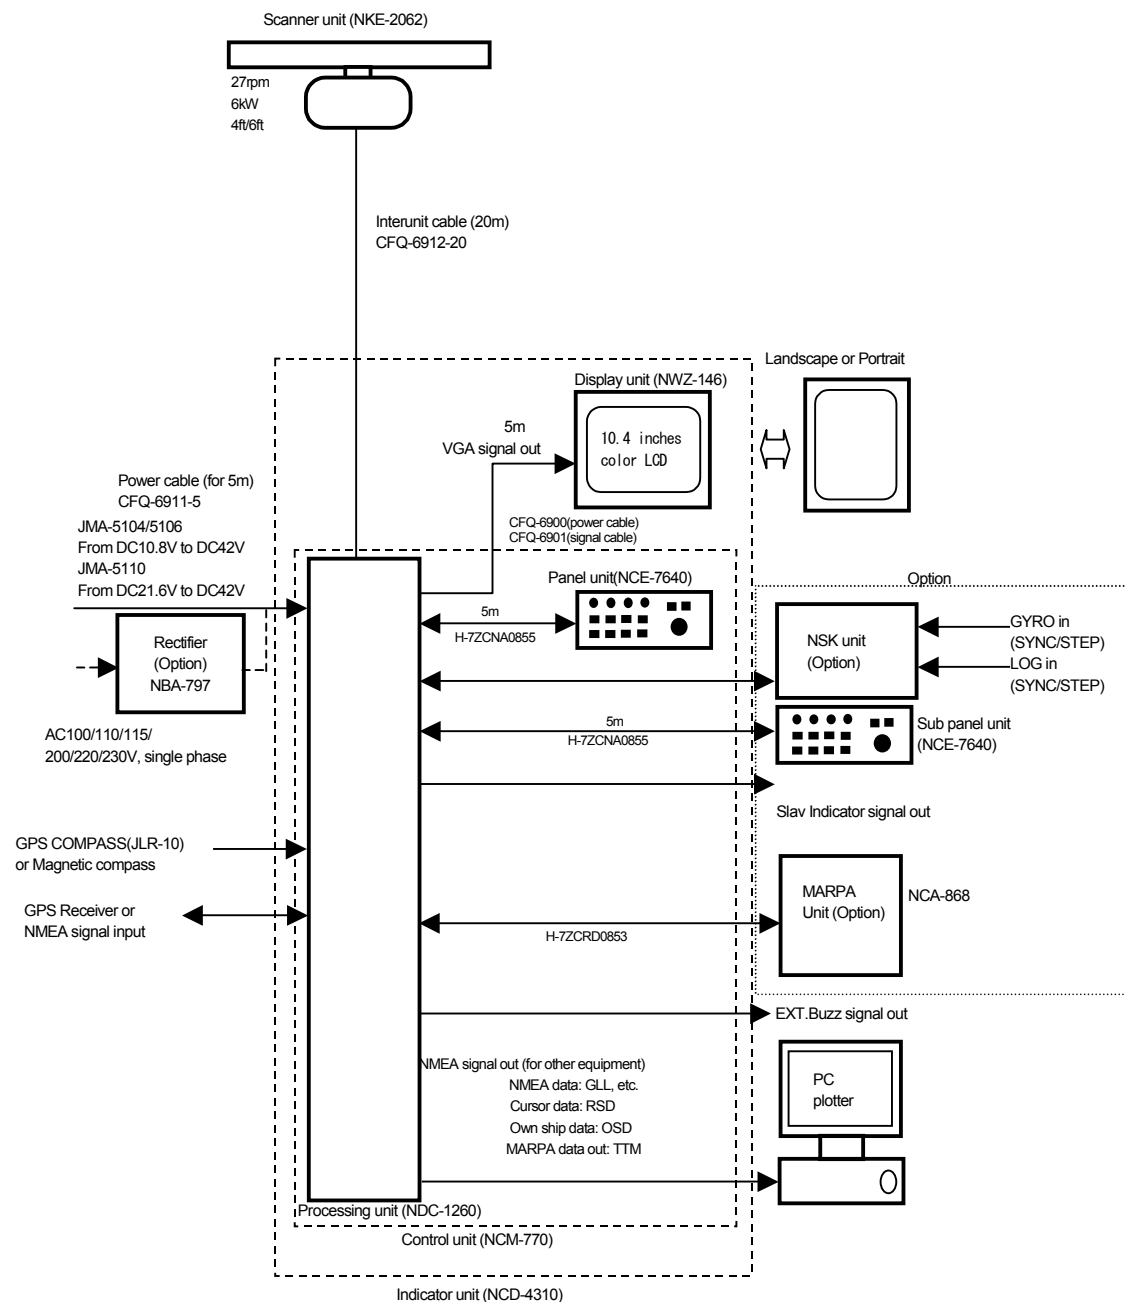 Scanner unit (NKE-2062)
27rpm
6kW
4ft/6ft
Interunit cable (20m)
CFQ-6912-20
Landscape or Portrait
Display unit (NWZ-146)
10.4 inches
color LCD
5m
VGA signal out
Power cable (for 5m)
CFQ-6911-5
JMA-5104/5106
From DC10.8V to DC42V
JMA-5110
From DC21.6V to DC42V
CFQ-6900(power cable)
CFQ-6901(signal cable)
Panel unit(NCE-7640)
5m
H-7ZCNA0855
Option
Rectifier
(Option)
NBA-797
NSK unit
(Option)
GYRO in
(SYNC/STEP)
LOG in
(SYNC/STEP)
AC100/110/115/
200/220/230V, single phase
5m
H-7ZCNA0855
Sub panel unit
(NCE-7640)
Slav Indicator signal out
GPS COMPASS(JLR-10)
or Magnetic compass
GPS Receiver or
NMEA signal input
MARPA
Unit (Option)
NCA-868
H-7ZCRD0853
EXT.Buzz signal out
NMEA signal out (for other equipment)
NMEA data: GLL, etc.
Cursor data: RSD
Own ship data: OSD
MARPA data out: TTM
PC
plotter
Processing unit (NDC-1260)
Control unit (NCM-770)
Indicator unit (NCD-4310)